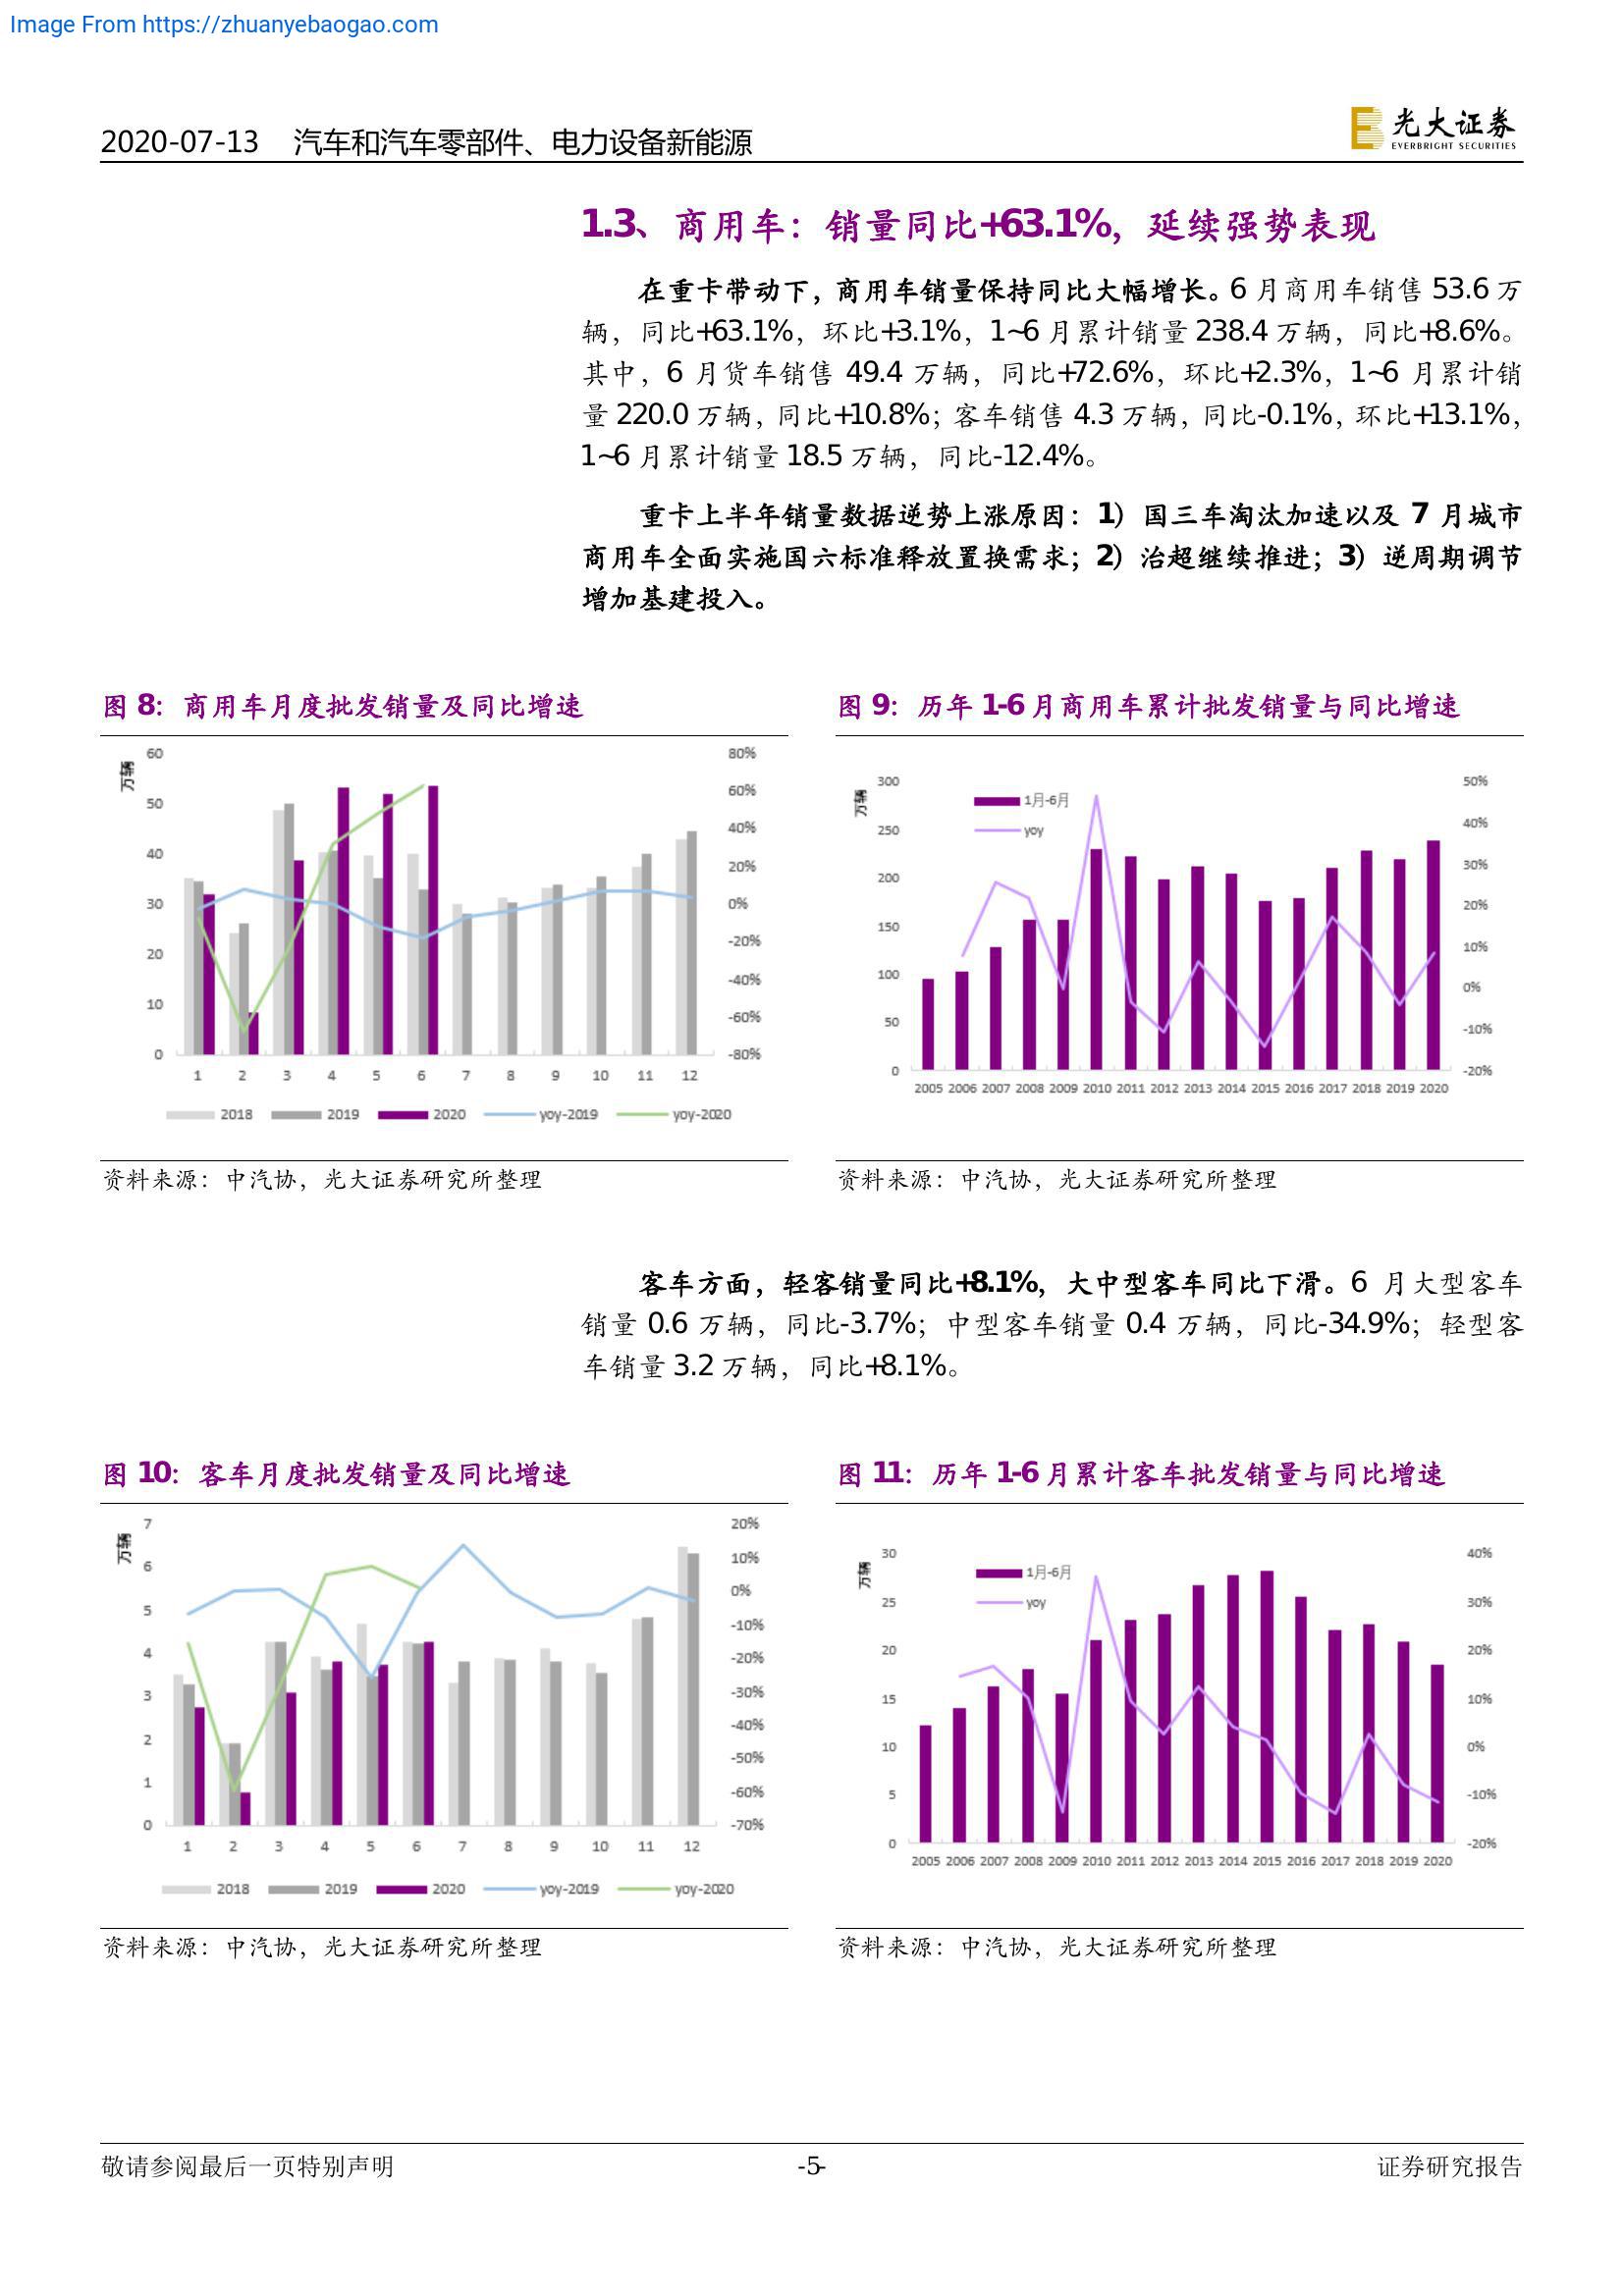 Image From https://zhuanyebaogao.com
2020-07-13 汽车和汽车零部件、电力设备新能源
光大证券
EVERBRIGHT SECURITIES
1.3、商用车：销量同比+63.1%，延续强势表现
在重卡带动下，商用车销量保持同比大幅增长。6 月商用车销售 53.6 万
辆，同比+63.1%，环比+3.1%，1~6 月累计销量 238.4 万辆，同比+8.6%。
其中，6 月货车销售 49.4 万辆，同比+72.6%，环比+2.3%，1~6 月累计销
量 220.0 万辆，同比+10.8%；客车销售 4.3 万辆，同比-0.1%，环比+13.1%，
1~6 月累计销量 18.5 万辆，同比-12.4%。
重卡上半年销量数据逆势上涨原因：1）国三车淘汰加速以及 7 月城市
商用车全面实施国六标准释放置换需求；2）治超继续推进；3）逆周期调节
增加基建投入。
图 8：商用车月度批发销量及同比增速
万辆
60
50
40
30
20
10
0
80%
60%
40%
20%
0%
-20%
-40%
-60%
-80%
1 2 3 4 5 6 7 8 9 10 11 12
2018 2019 2020 yoy-2019 yoy-2020
资料来源：中汽协，光大证券研究所整理
图 9：历年 1-6 月商用车累计批发销量与同比增速
万辆
300
250
200
150
100
50
0
1月-6月
yoy
50%
40%
30%
20%
10%
0%
-10%
-20%
2005 2006 2007 2008 2009 2010 2011 2012 2013 2014 2015 2016 2017 2018 2019 2020
资料来源：中汽协，光大证券研究所整理
客车方面，轻客销量同比+8.1%，大中型客车同比下滑。6 月大型客车
销量 0.6 万辆，同比-3.7%；中型客车销量 0.4 万辆，同比-34.9%；轻型客
车销量 3.2 万辆，同比+8.1%。
图 10：客车月度批发销量及同比增速
万辆
7
6
5
4
3
2
1
0
20%
10%
0%
-10%
-20%
-30%
-40%
-50%
-60%
-70%
1 2 3 4 5 6 7 8 9 10 11 12
2018 2019 2020 yoy-2019 yoy-2020
资料来源：中汽协，光大证券研究所整理
图 11：历年 1-6 月累计客车批发销量与同比增速
万辆
30
25
20
15
10
5
0
1月-6月
yoy
40%
30%
20%
10%
0%
-10%
-20%
2005 2006 2007 2008 2009 2010 2011 2012 2013 2014 2015 2016 2017 2018 2019 2020
资料来源：中汽协，光大证券研究所整理
敬请参阅最后一页特别声明 -5- 证券研究报告